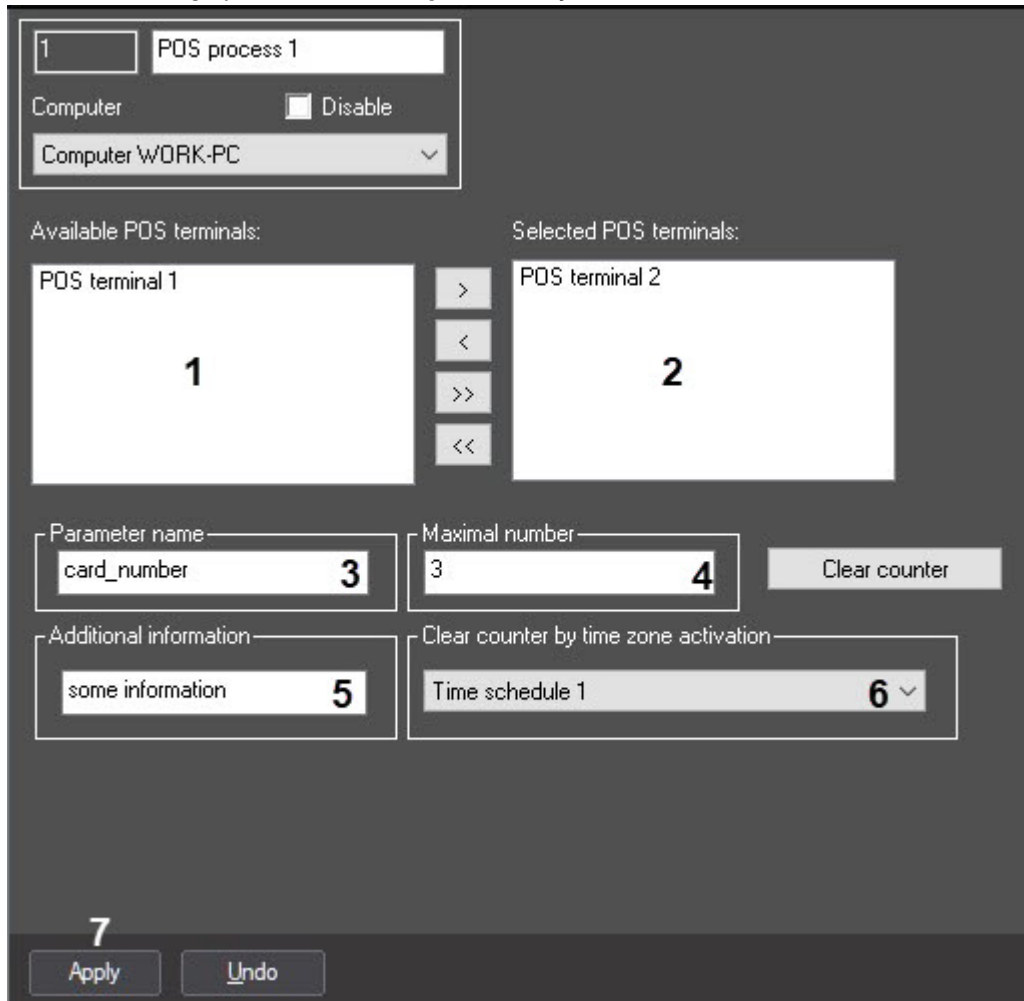 1 POS process 1
Computer Disable
Computer WORK-PC
Available POS terminals: Selected POS terminals:
POS terminal 1 > POS terminal 2
<
1 2
>>
<<
Parameter name Maximal number
card_number 3 3 4 Clear counter
Additional information Clear counter by time zone activation
some information 5 Time schedule 1 6
7
Apply Undo